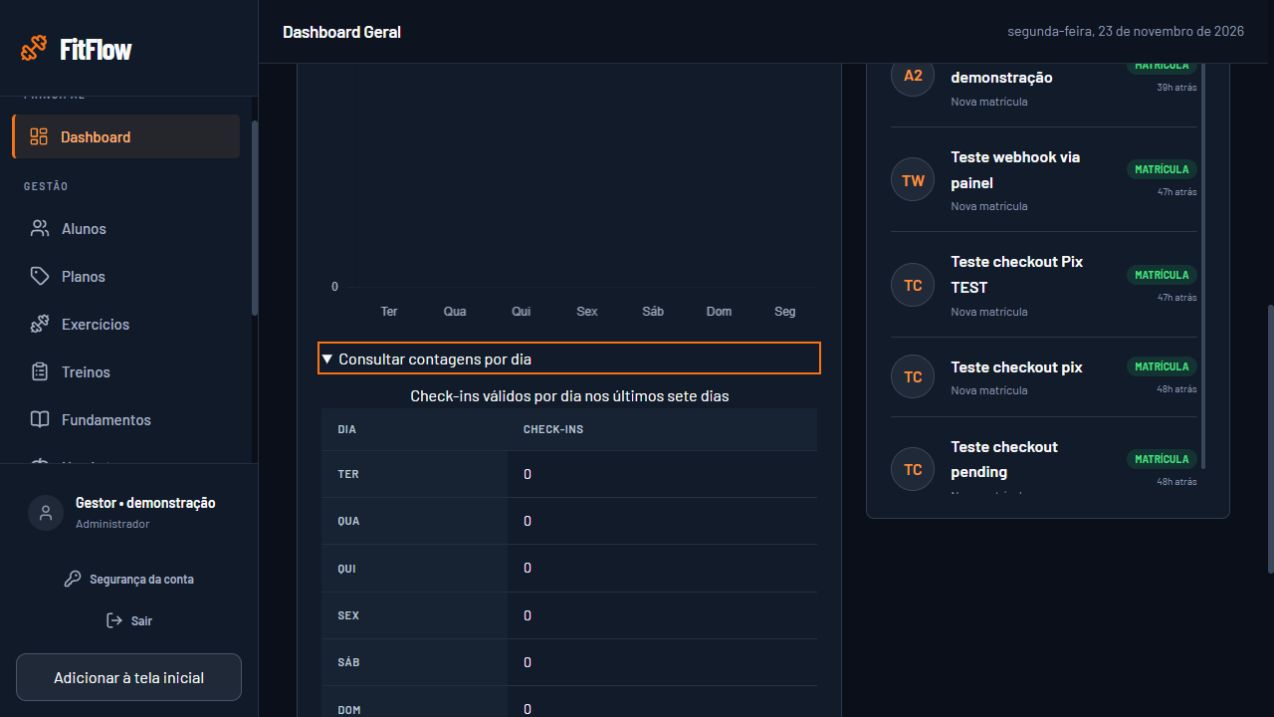 FitFlow
PRINCIPAL
Dashboard
GESTÃO
Alunos
Planos
Exercícios
Treinos
Fundamentos
Gestor • demonstração
Administrador
Segurança da conta
Sair
Adicionar à tela inicial
Dashboard Geral
segunda-feira, 23 de novembro de 2026
0
Ter Qua Qui Sex Sáb Dom Seg
Consultar contagens por dia
Check-ins válidos por dia nos últimos sete dias
DIA CHECK-INS
TER 0
QUA 0
QUI 0
SEX 0
SÁB 0
DOM 0
A2
demonstração
MATRÍCULA
Nova matrícula
39h atrás
TW
Teste webhook via
painel
MATRÍCULA
Nova matrícula
47h atrás
TC
Teste checkout Pix
TEST
MATRÍCULA
Nova matrícula
47h atrás
TC
Teste checkout pix
MATRÍCULA
Nova matrícula
48h atrás
TC
Teste checkout
pending
MATRÍCULA
48h atrás
Nova matrícula